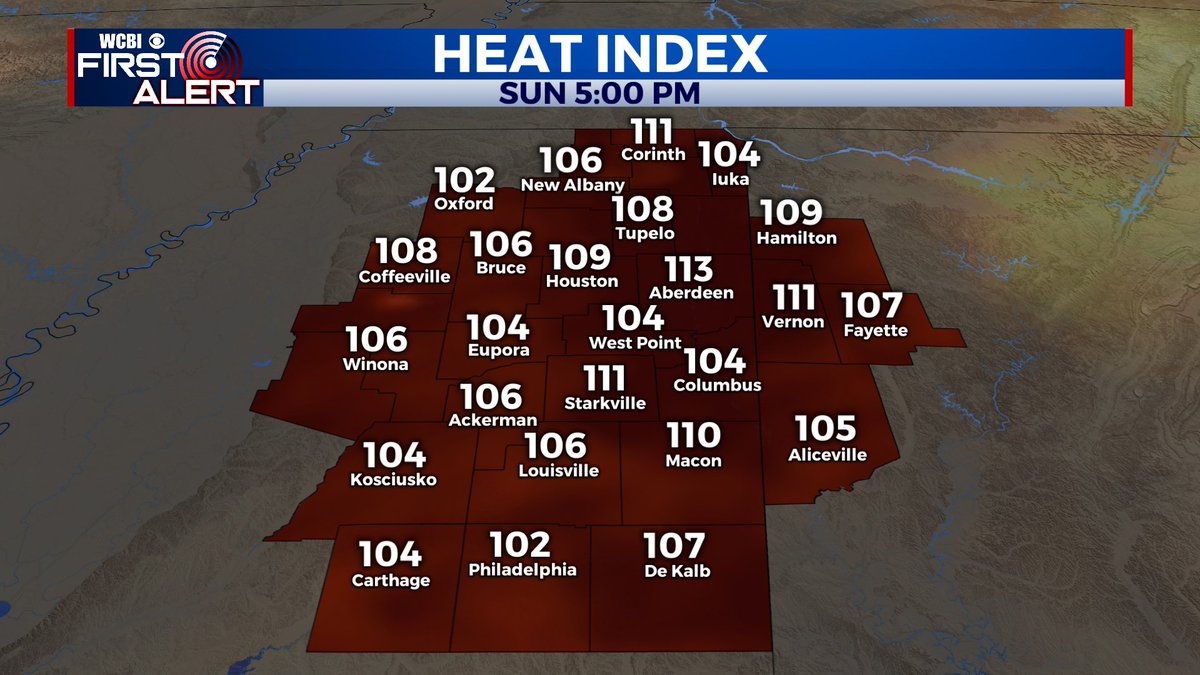 WCBI
FIRST
ALERT
HEAT INDEX
SUN 5:00 PM
111
Corinth
106
New Albany
104
Iuka
102
Oxford
108
Tupelo
109
Hamilton
108
Coffeeville
106
Bruce
109
Houston
113
Aberdeen
111
Vernon
107
Fayette
106
Winona
104
Eupora
104
West Point
104
Columbus
106
Ackerman
111
Starkville
104
Kosciusko
106
Louisville
110
Macon
105
Aliceville
104
Carthage
102
Philadelphia
107
De Kalb